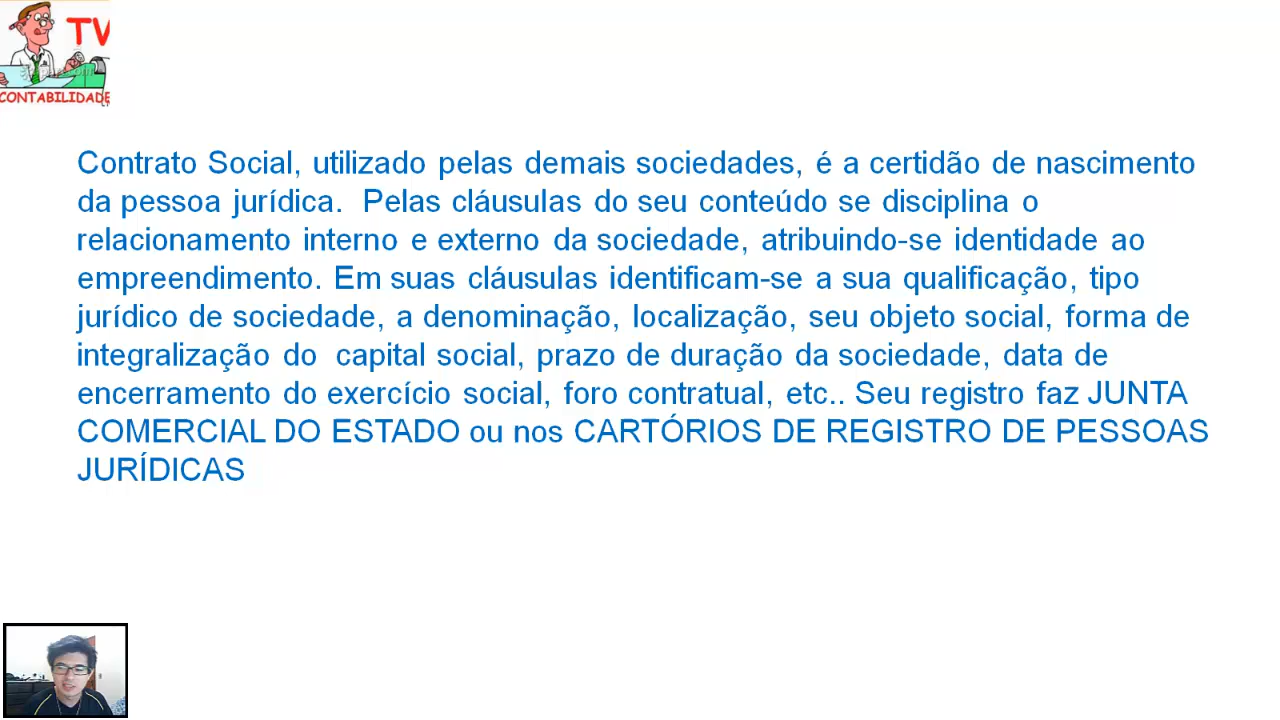 TV
CONTABILIDADE
Contrato Social, utilizado pelas demais sociedades, é a certidão de nascimento
da pessoa jurídica.  Pelas cláusulas do seu conteúdo se disciplina o
relacionamento interno e externo da sociedade, atribuindo-se identidade ao
empreendimento. Em suas cláusulas identificam-se a sua qualificação, tipo
jurídico de sociedade, a denominação, localização, seu objeto social, forma de
integralização do  capital social, prazo de duração da sociedade, data de
encerramento do exercício social, foro contratual, etc.. Seu registro faz JUNTA
COMERCIAL DO ESTADO ou nos CARTÓRIOS DE REGISTRO DE PESSOAS
JURÍDICAS